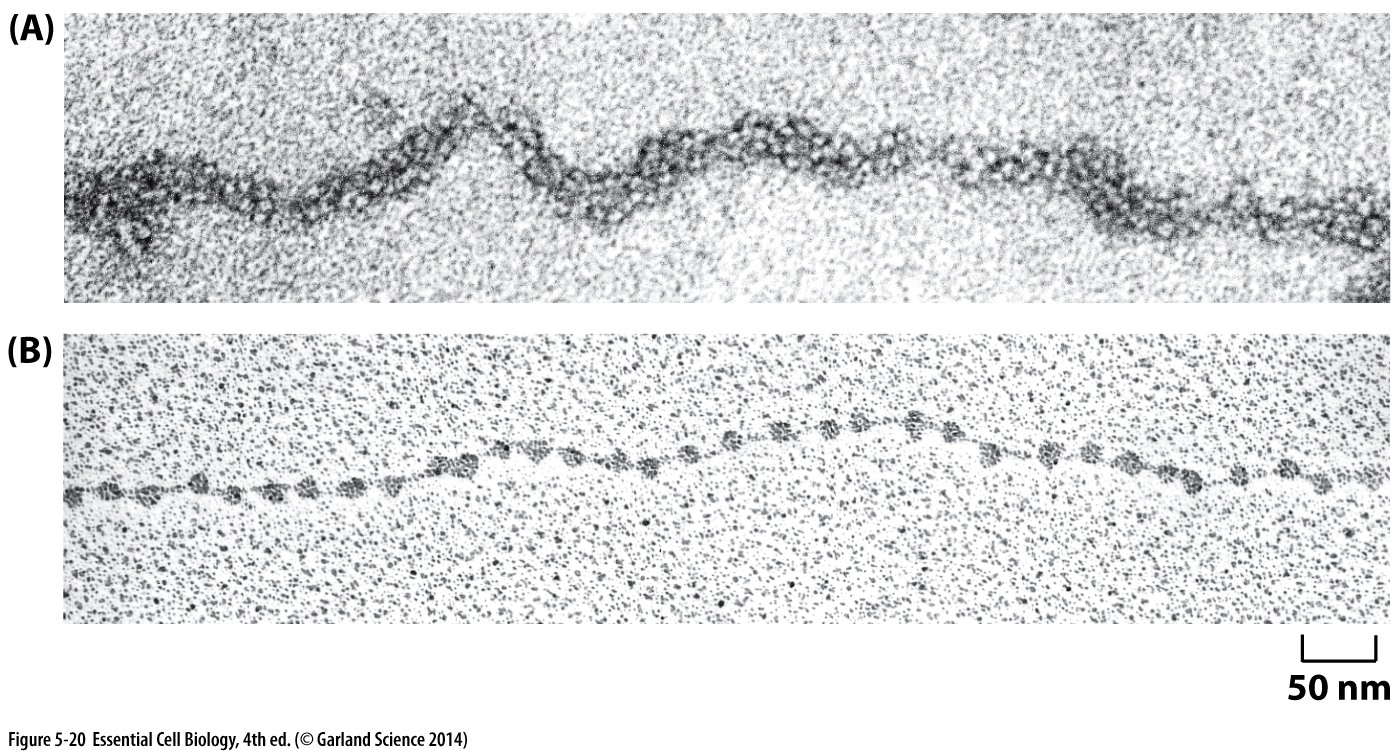 (A)
(B)
50 nm
Figure 5-20 Essential Cell Biology, 4th ed. (© Garland Science 2014)